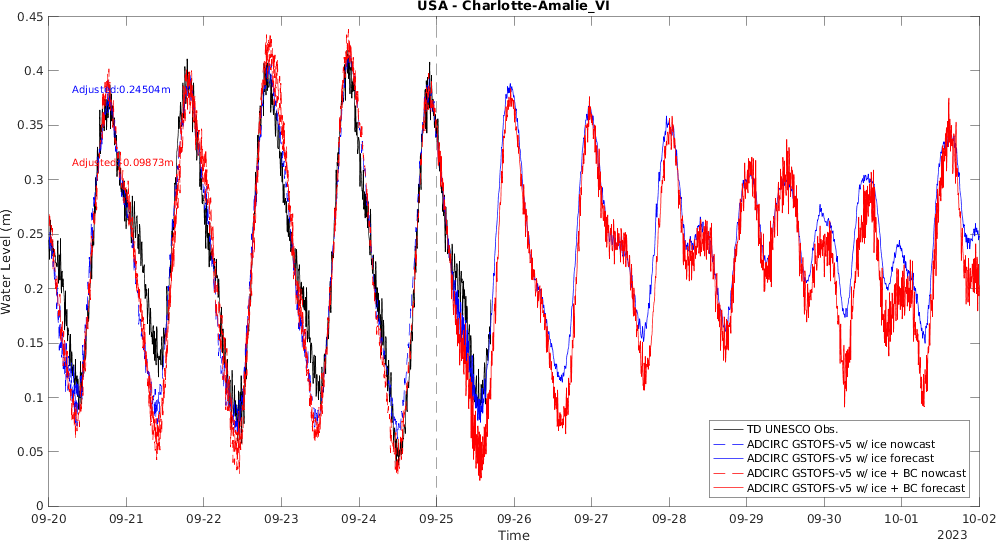 USA - Charlotte-Amalie_VI
Water Level (m)
0.45
0.4
0.35
0.3
0.25
0.2
0.15
0.1
0.05
0
Adjusted:0.24504m
Adjusted:0.09873m
TD UNESCO Obs.
ADCIRC GSTOFS-v5 w/ ice nowcast
ADCIRC GSTOFS-v5 w/ ice forecast
ADCIRC GSTOFS-v5 w/ ice + BC nowcast
ADCIRC GSTOFS-v5 w/ ice + BC forecast
09-20 09-21 09-22 09-23 09-24 09-25 09-26 09-27 09-28 09-29 09-30 10-01 10-02
Time
2023